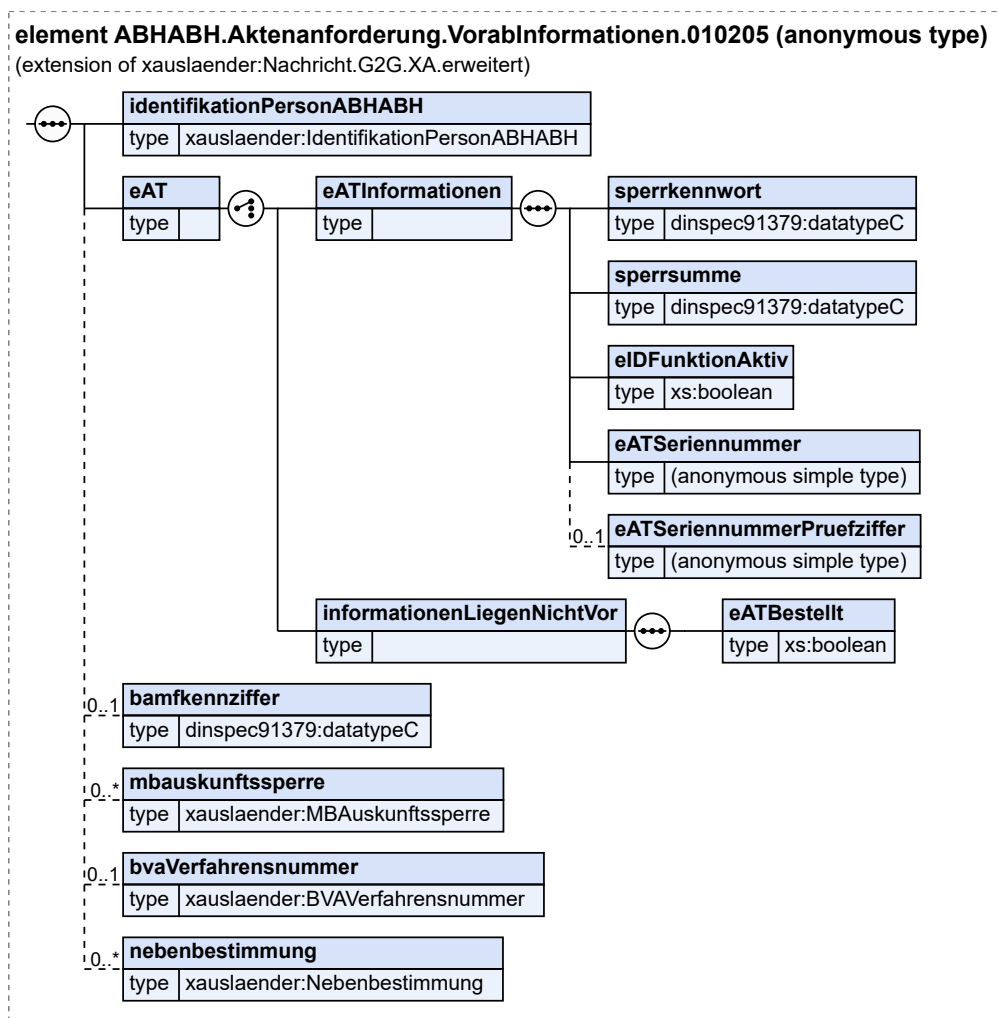 element ABHABH.Aktenanforderung.VorabInformationen.010205 (anonymous type)
(extension of xauslaender:Nachricht.G2G.XA.erweitert)
identifikationPersonABHABH
type xauslaender:IdentifikationPersonABHABH
eAT
type
eATInformationen
type
sperrkennwort
type dinspec91379:datatypeC
sperrsumme
type dinspec91379:datatypeC
eIDFunktionAktiv
type xs:boolean
eATSeriennummer
type (anonymous simple type)
0..1
eATSeriennummerPruefziffer
type (anonymous simple type)
informationenLiegenNichtVor
type
eATBestellt
type xs:boolean
0..1
bamfkennziffer
type dinspec91379:datatypeC
0..*
mbauskunftssperre
type xauslaender:MBAuskunftssperre
0..1
bvaVerfahrensnummer
type xauslaender:BVAVerfahrensnummer
0..*
nebenbestimmung
type xauslaender:Nebenbestimmung